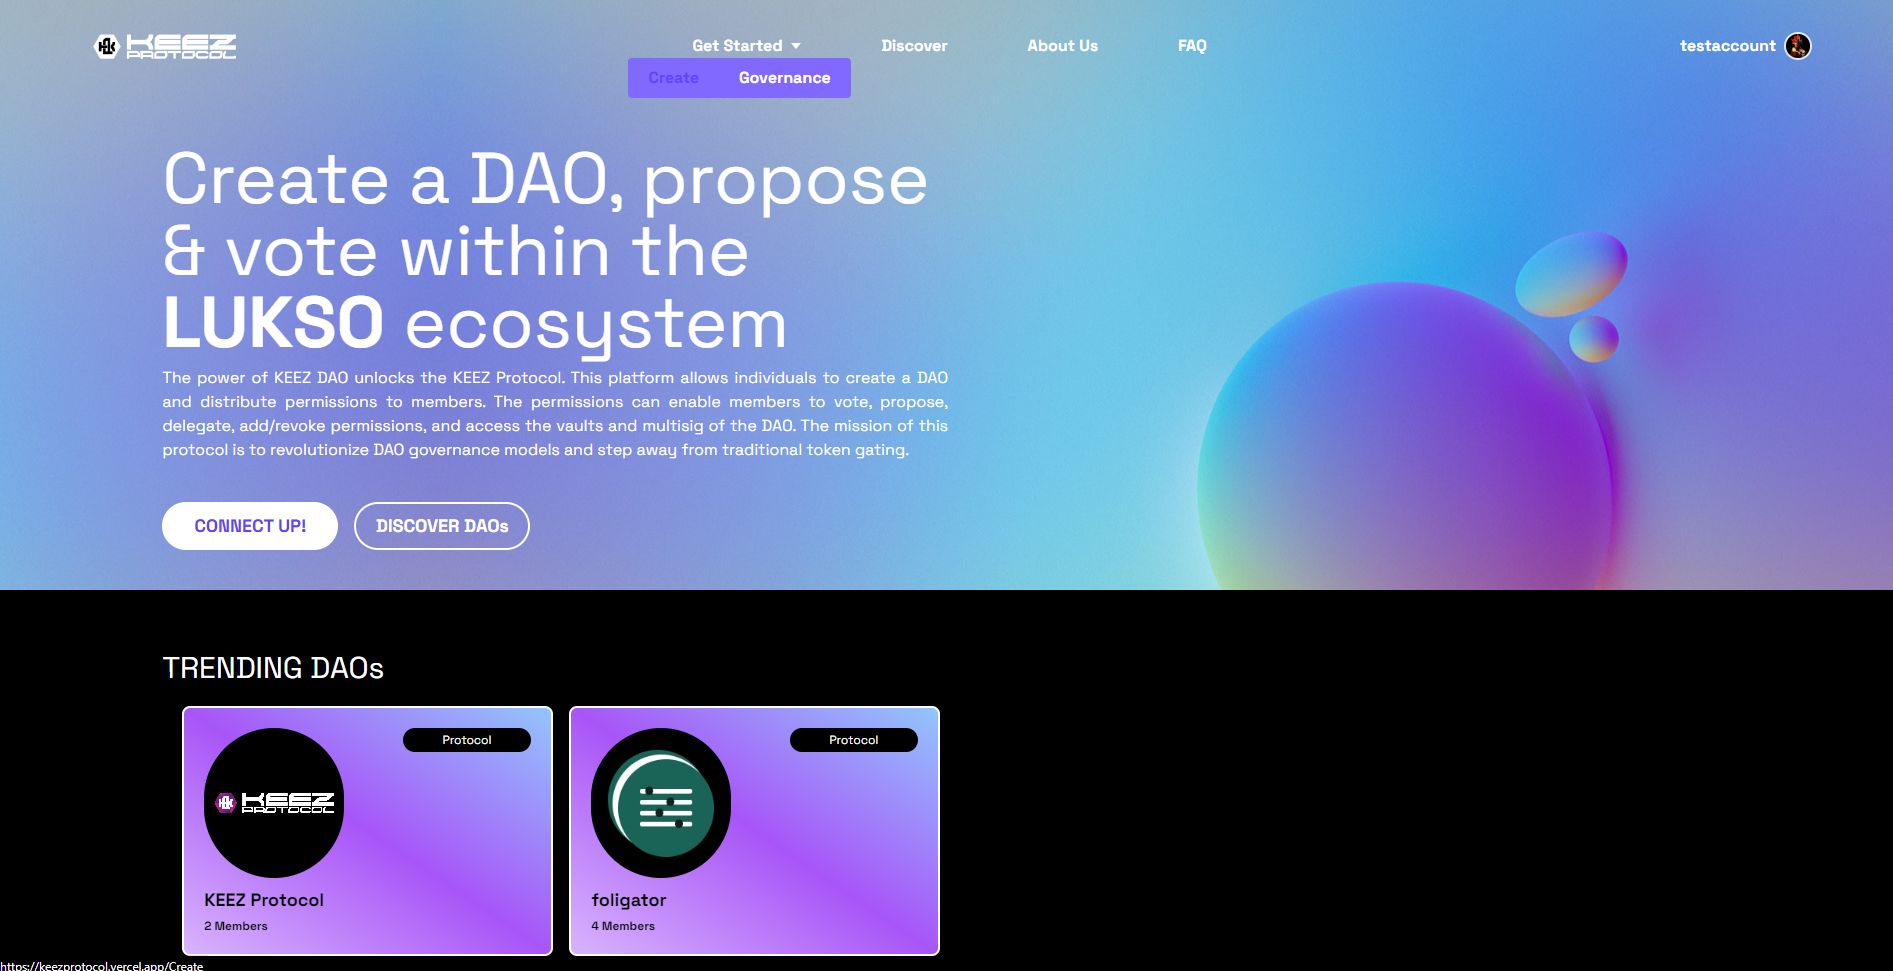 KEEZ
PROTOCOL
Get Started
Discover
About Us
FAQ
testaccount
Create
Governance
Create a DAO, propose
& vote within the
LUKSO ecosystem
The power of KEEZ DAO unlocks the KEEZ Protocol. This platform allows individuals to create a DAO
and distribute permissions to members. The permissions can enable members to vote, propose,
delegate, add/revoke permissions, and access the vaults and multisig of the DAO. The mission of this
protocol is to revolutionize DAO governance models and step away from traditional token gating.
CONNECT UP!
DISCOVER DAOs
TRENDING DAOs
Protocol
KEEZ
PROTOCOL
KEEZ Protocol
2 Members
Protocol
foligator
4 Members
https://keezprotocol.vercel.app/Create